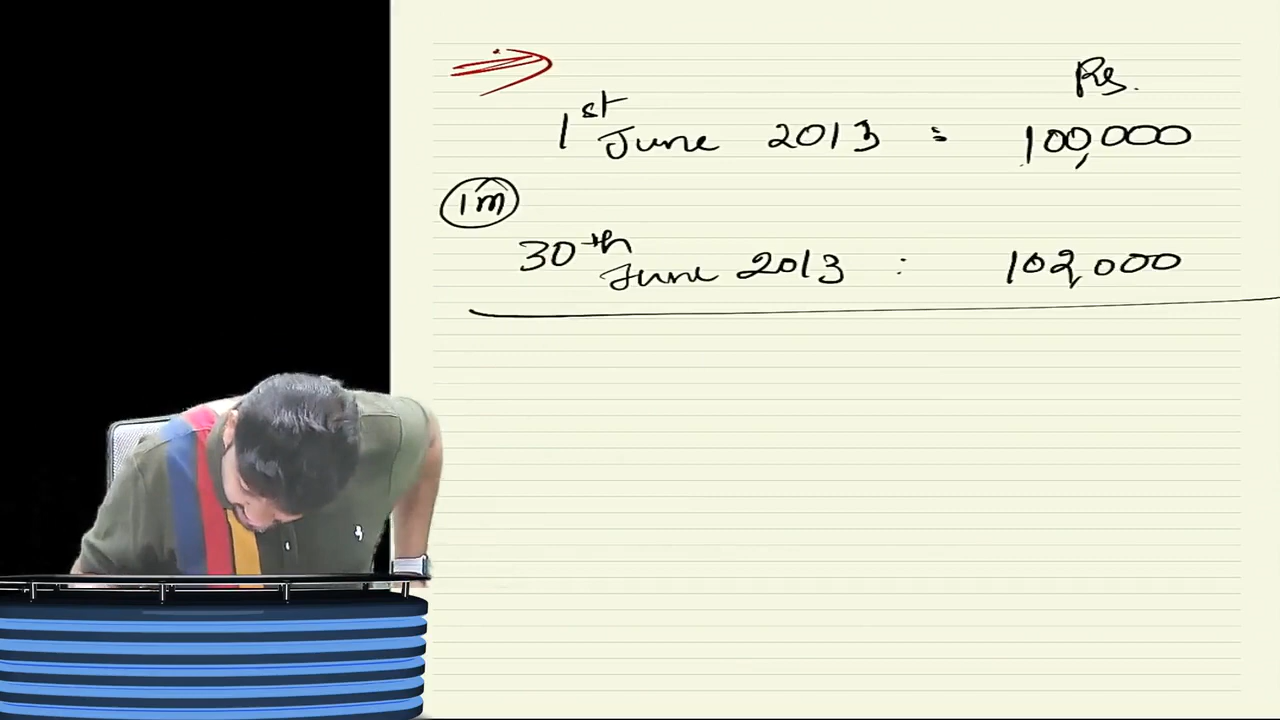 Rs.
1st June 2013 : 100,000
1m
30th June 2013 : 102,000